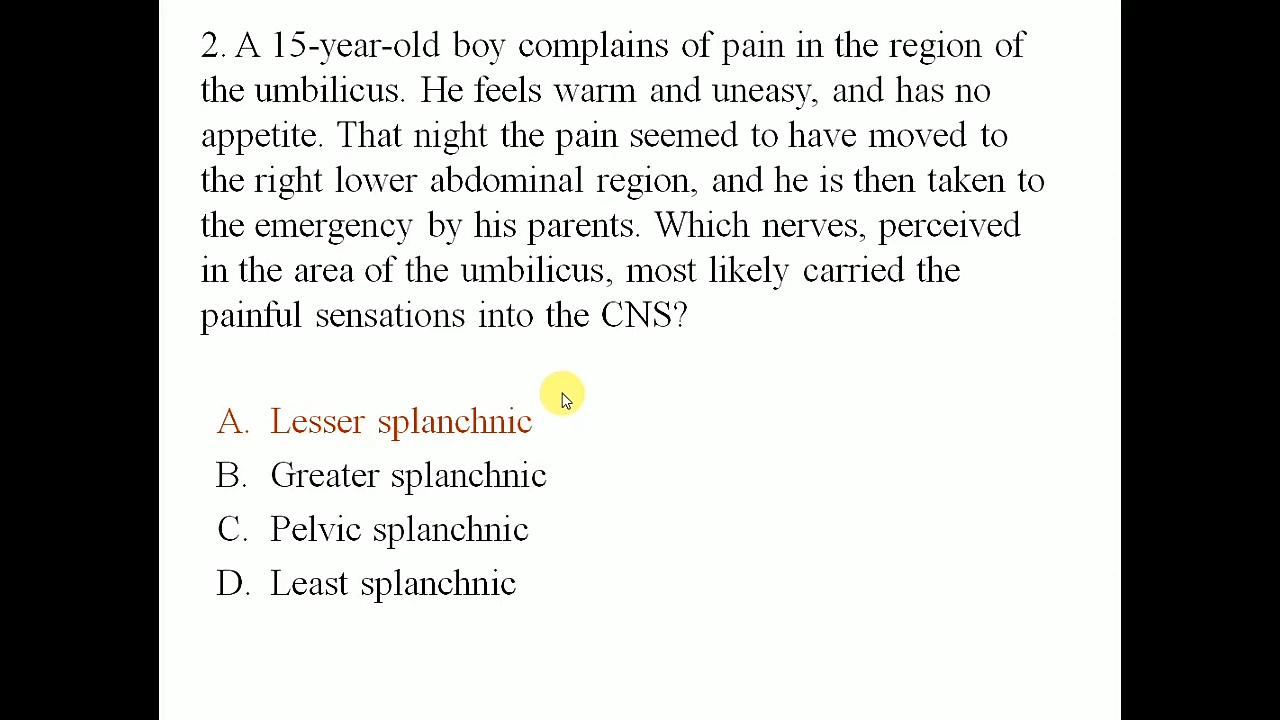 2. A 15-year-old boy complains of pain in the region of
the umbilicus. He feels warm and uneasy, and has no
appetite. That night the pain seemed to have moved to
the right lower abdominal region, and he is then taken to
the emergency by his parents. Which nerves, perceived
in the area of the umbilicus, most likely carried the
painful sensations into the CNS?
A. Lesser splanchnic
B. Greater splanchnic
C. Pelvic splanchnic
D. Least splanchnic